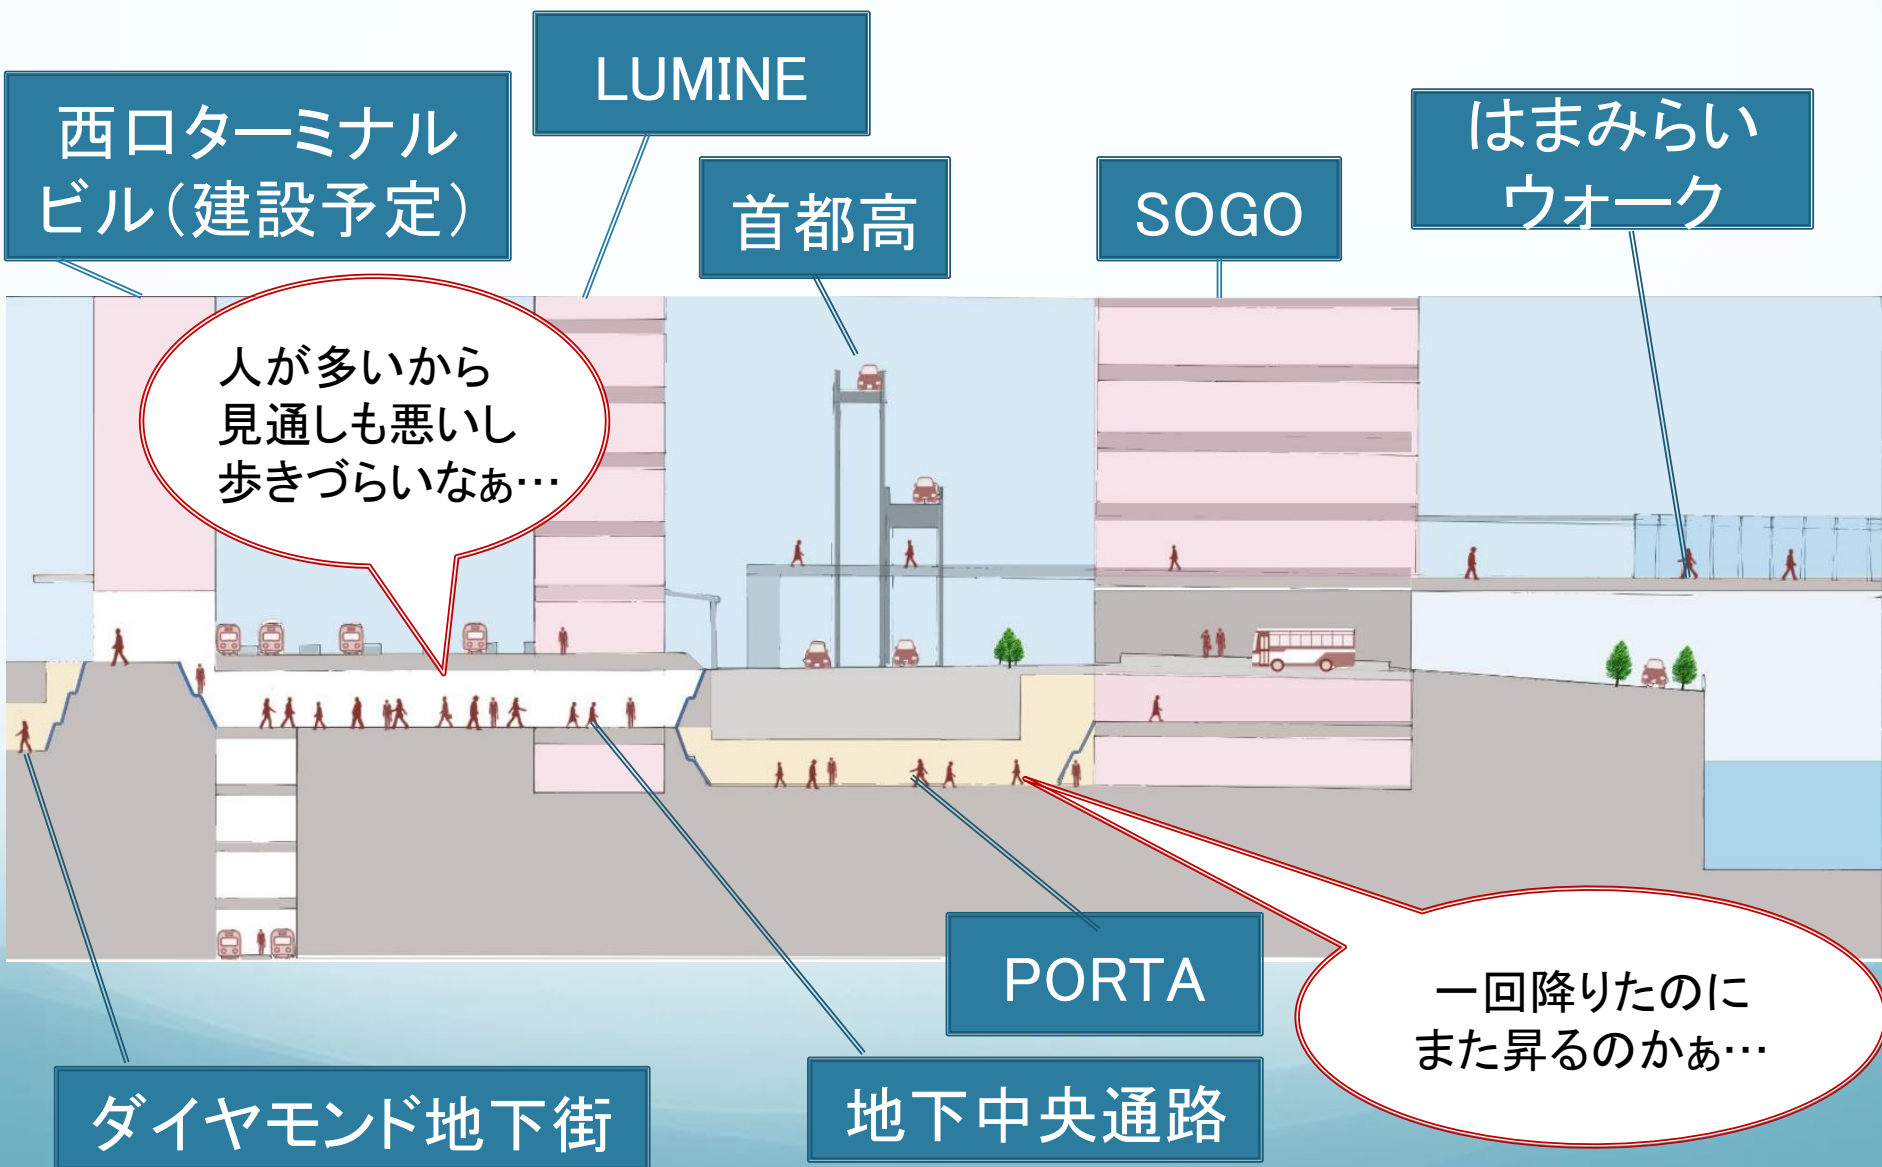 LUMINE
西口ターミナル
ビル（建設予定）
はまみらい
ウォーク
首都高
SOGO
人が多いから
見通しも悪いし
歩きづらいなぁ…
PORTA
一回降りたのに
また昇るのかぁ…
地下中央通路
ダイヤモンド地下街